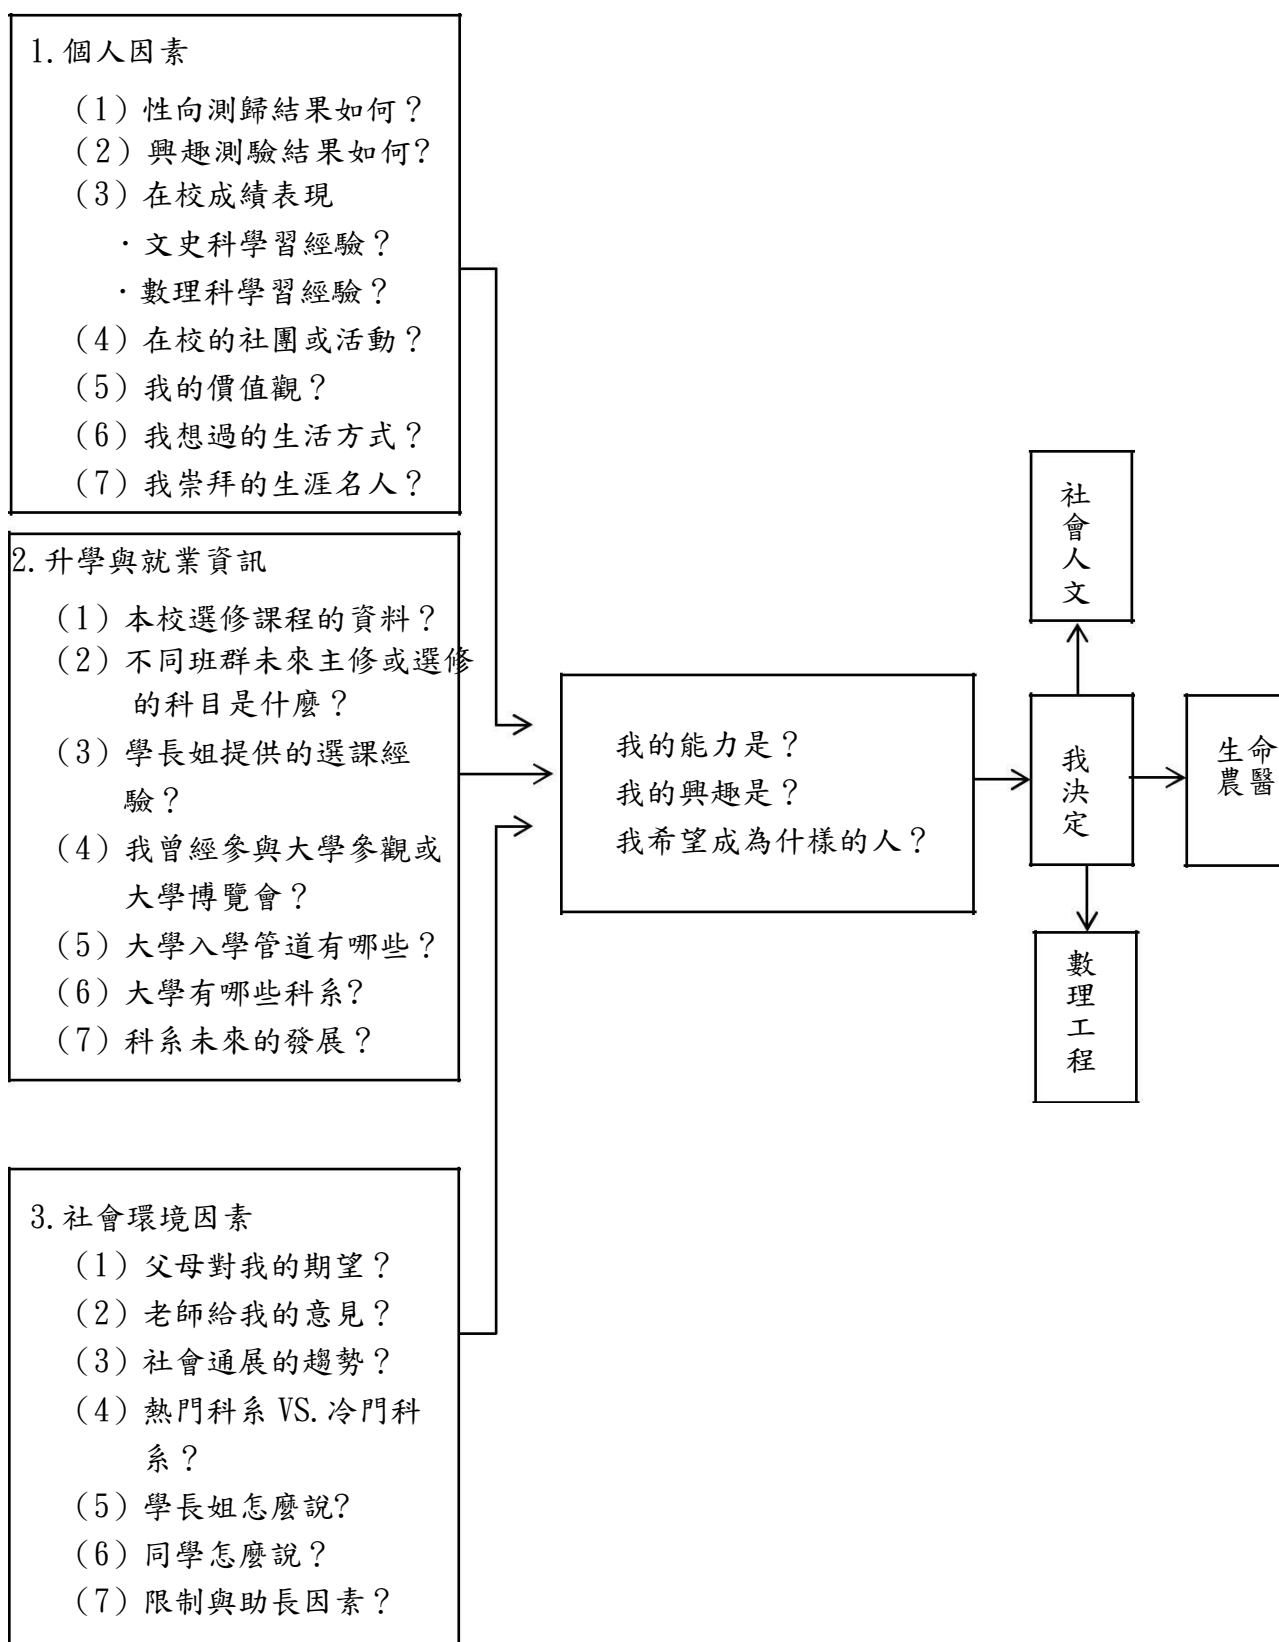 1.個人因素
（1）性向測歸結果如何？
（2）興趣測驗結果如何?
（3）在校成績表現
·文史科學習經驗？
·數理科學習經驗？
（4）在校的社團或活動？
（5）我的價值觀？
（6）我想過的生活方式？
（7）我崇拜的生涯名人？
2.升學與就業資訊
（1）本校選修課程的資料？
（2）不同班群未來主修或選修
的科目是什麼？
（3）學長姐提供的選課經
驗？
（4）我曾經參與大學參觀或
大學博覽會？
（5）大學入學管道有哪些？
（6）大學有哪些科系?
（7）科系未來的發展？
3.社會環境因素
（1）父母對我的期望？
（2）老師給我的意見？
（3）社會通展的趨勢？
（4）熱門科系 VS.冷門科
系？
（5）學長姐怎麼說?
（6）同學怎麼說？
（7）限制與助長因素？
我的能力是？
我的興趣是？
我希望成為什樣的人？
我決定
社會人文
生命
農醫
數理工程